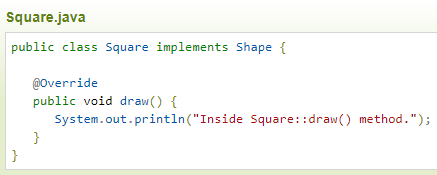 Square.java
public class Square implements Shape {
@Override
public void draw() {
System.out.println("Inside Square::draw() method.");
}
}